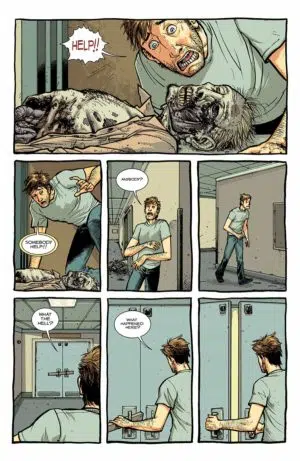 HELP!!
SOMEBODY
HELP!!
ANYBODY?
WHAT
THE
HELL?
WHAT
HAPPENED
HERE?